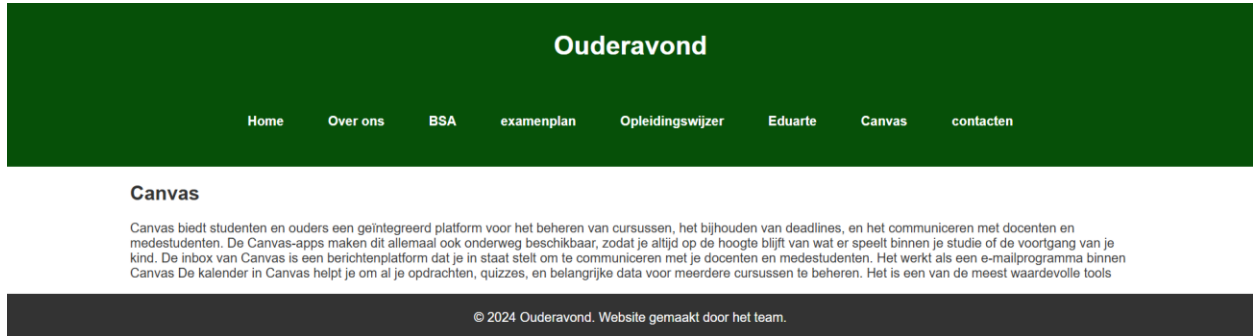 Ouderavond
Home Over ons BSA examenplan Opleidingswijzer Eduarte Canvas contacten
Canvas
Canvas biedt studenten en ouders een geïntegreerd platform voor het beheren van cursussen, het bijhouden van deadlines, en het communiceren met docenten en
medestudenten. De Canvas-apps maken dit allemaal ook onderweg beschikbaar, zodat je altijd op de hoogte blijft van wat er speelt binnen je studie of de voortgang van je
kind. De inbox van Canvas is een berichtenplatform dat je in staat stelt om te communiceren met je docenten en medestudenten. Het werkt als een e-mailprogramma binnen
Canvas De kalender in Canvas helpt je om al je opdrachten, quizzes, en belangrijke data voor meerdere cursussen te beheren. Het is een van de meest waardevolle tools
© 2024 Ouderavond. Website gemaakt door het team.